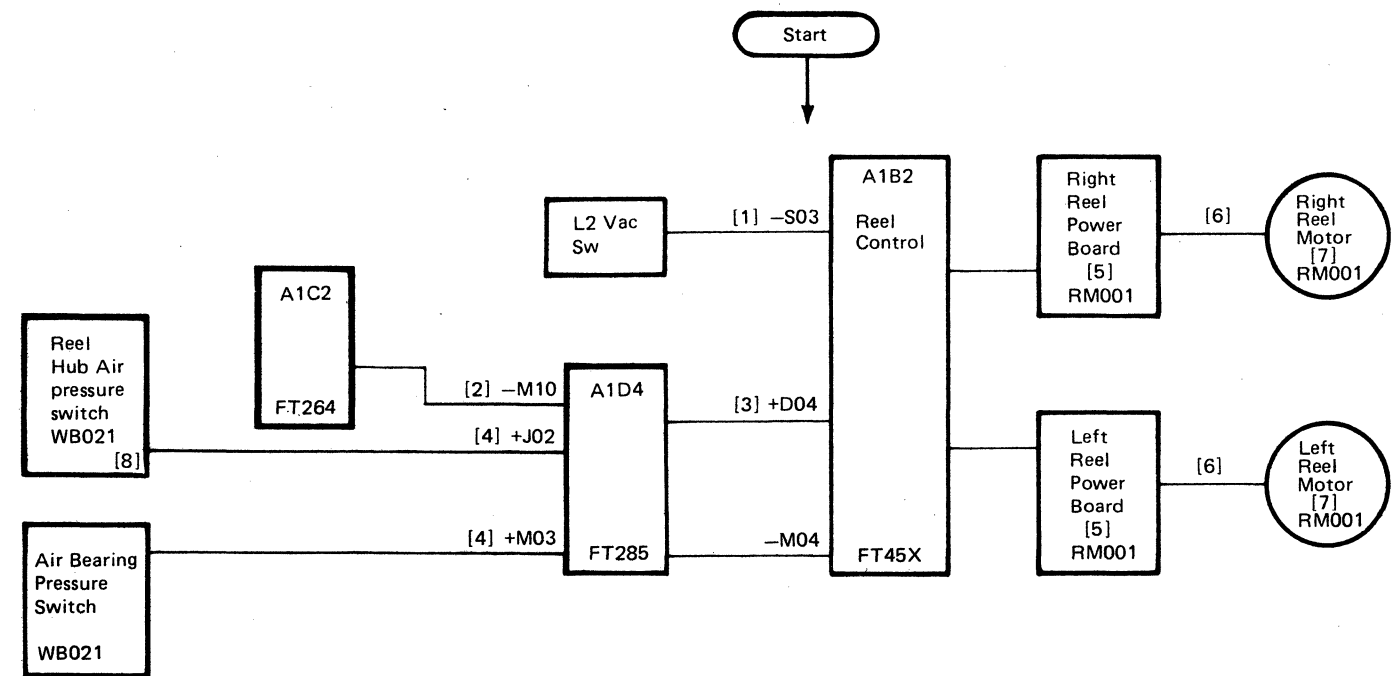 Start
L2 Vac
Sw
[1] –S03
A1B2
Reel
Control
FT45X
Right
Reel
Power
Board
[5]
RM001
[6]
Right
Reel
Motor
[7]
RM001
A1C2
FT264
Reel
Hub Air
pressure
switch
WB021
[8]
[2] –M10
[4] +J02
A1D4
FT285
[3] +D04
–M04
Left
Reel
Power
Board
[5]
RM001
[6]
Left
Reel
Motor
[7]
RM001
Air Bearing
Pressure
Switch
WB021
[4] +M03